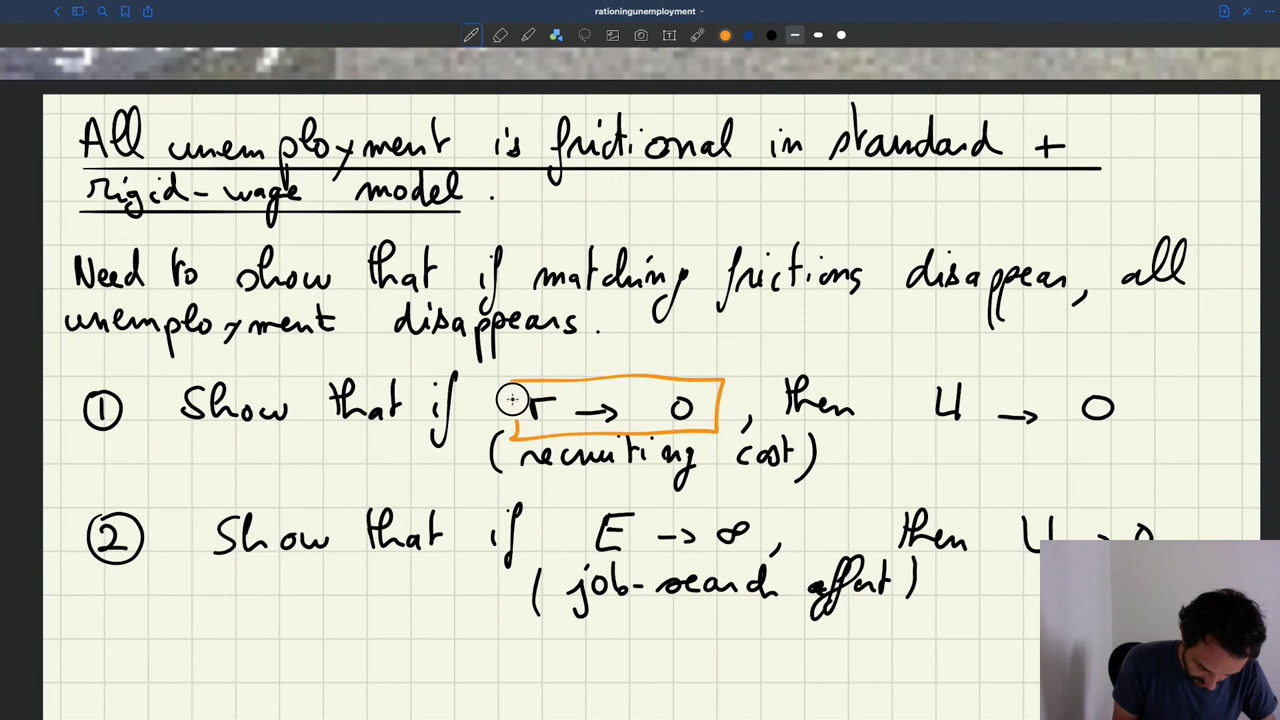 rationingunemployment
All unemployment is frictional in standard +
rigid-wage model.
Need to show that if matching frictions disappear, all
unemployment disappears.
① Show that if r → 0, then U → 0
(recruiting cost)
② Show that if E → ∞, then U → 0
(job-search effort)